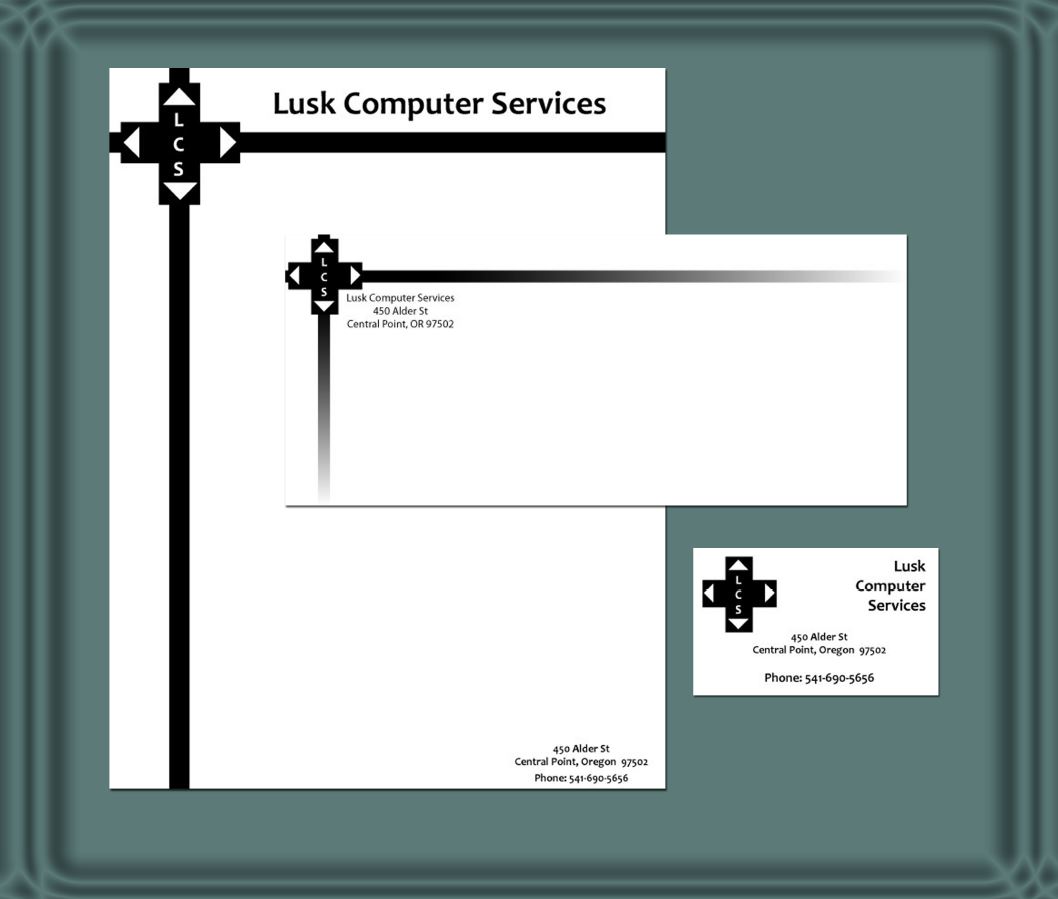 Lusk Computer Services
L
C
S
L
C
S
Lusk Computer Services
450 Alder St
Central Point, OR 97502
L
C
S
Lusk
Computer
Services
450 Alder St
Central Point, Oregon 97502
Phone: 541-690-5656
450 Alder St
Central Point, Oregon 97502
Phone: 541-690-5656